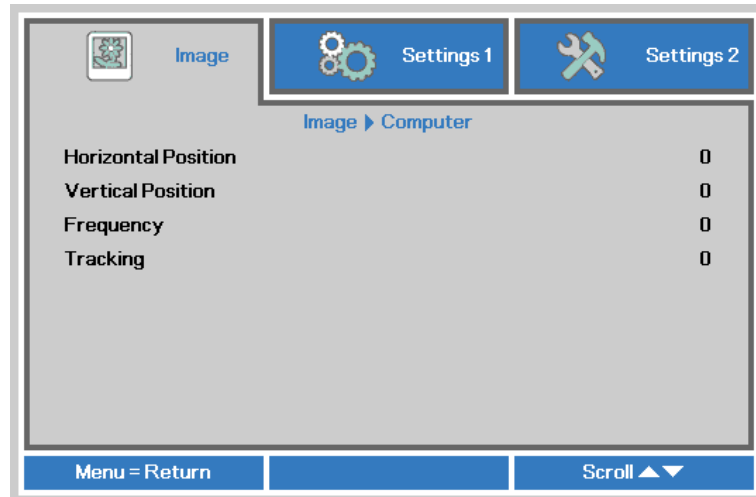 Image
Settings 1
Settings 2
Image ▶ Computer
Horizontal Position 0
Vertical Position 0
Frequency 0
Tracking 0
Menu = Return
Scroll ▲▼